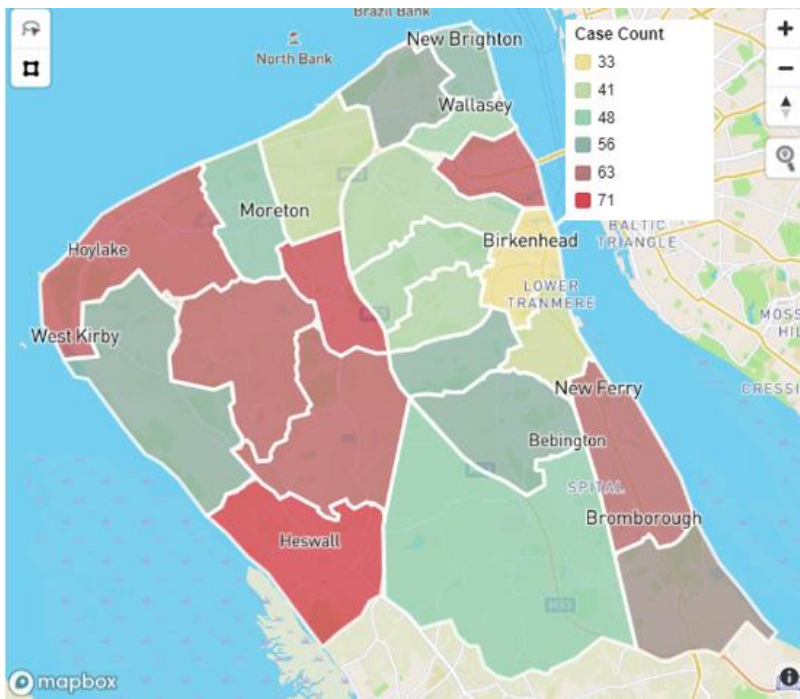 Brazil Bank
New Brighton
North Bank
Wallasey
Case Count
33
41
48
56
63
71
Moreton
Birkenhead
BALTIC
TRIANGLE
Hoylake
LOWER
TRANMERE
West Kirby
New Ferry
Bebington
SPITAL
Bromborough
Heswall
M53
mapbox